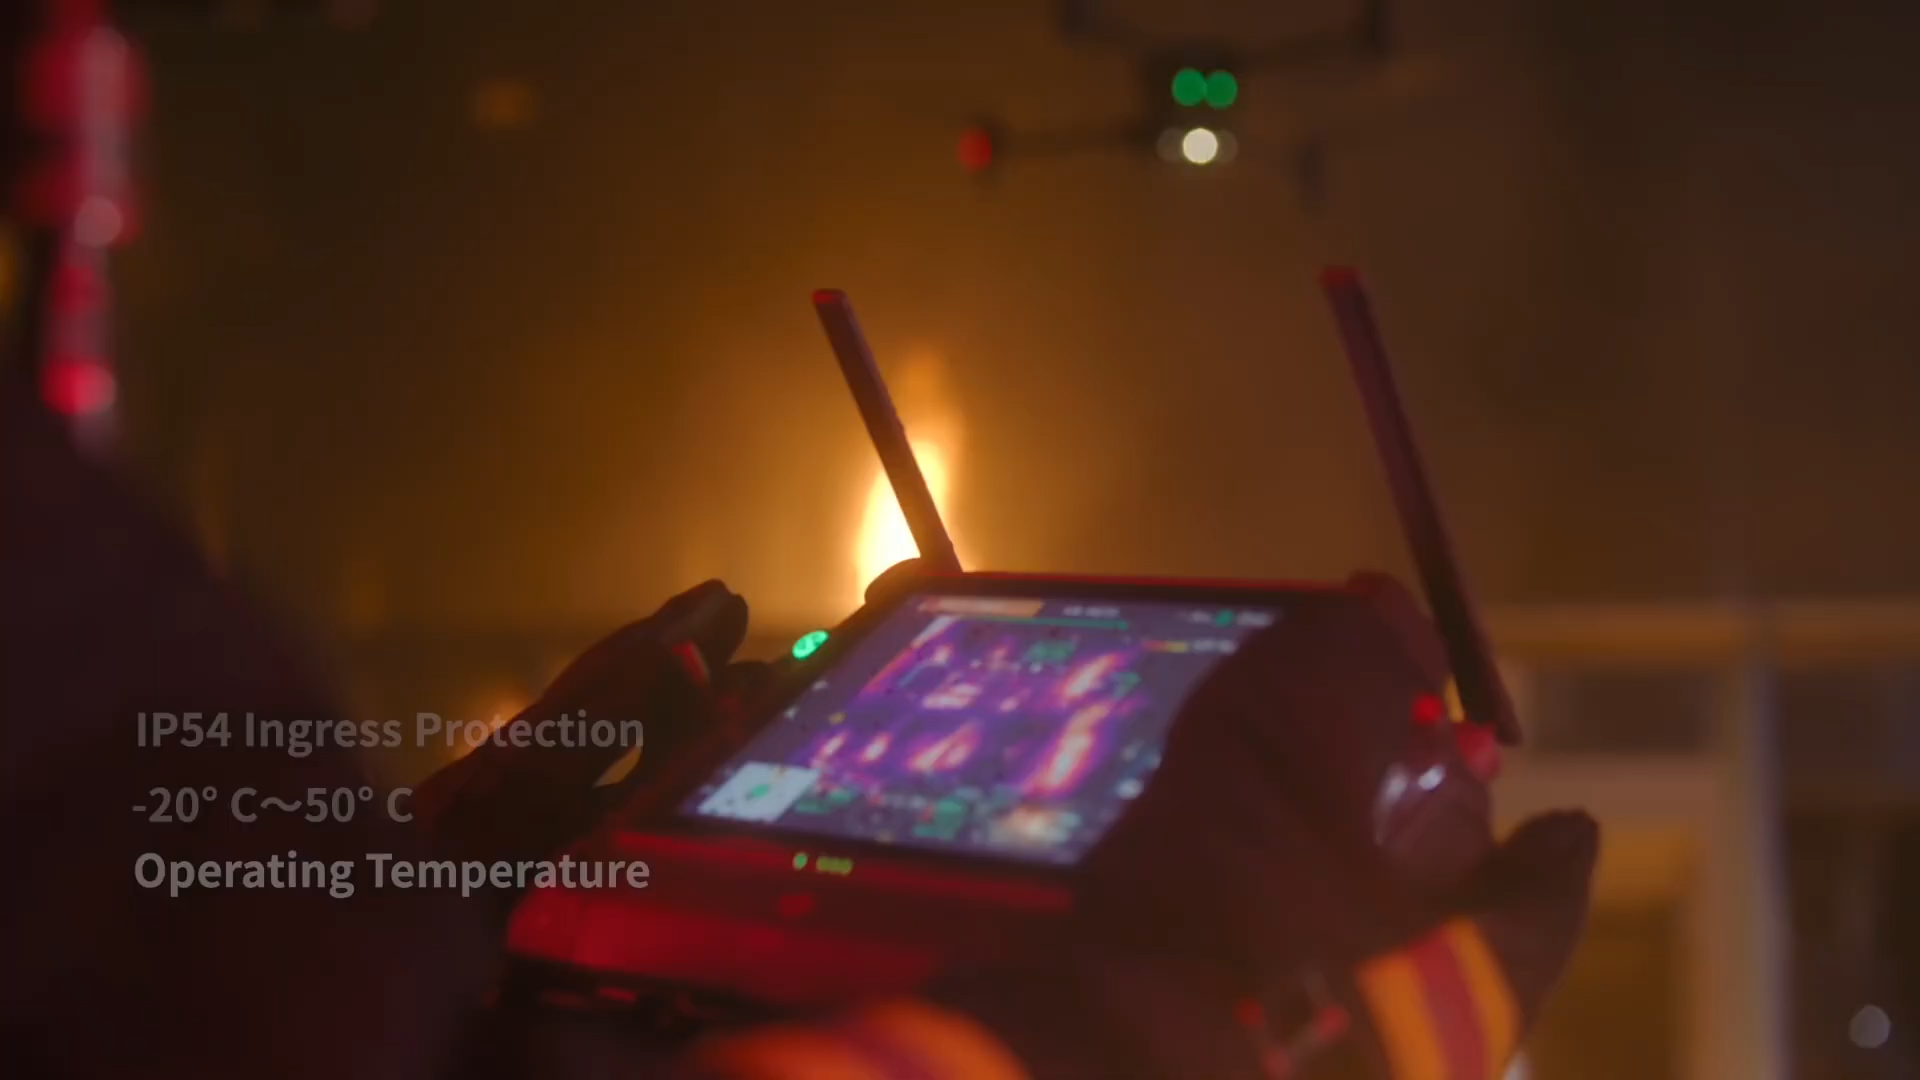 IP54 Ingress Protection
-20° C～50° C
Operating Temperature